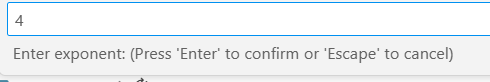 4
Enter exponent: (Press 'Enter' to confirm or 'Escape' to cancel)